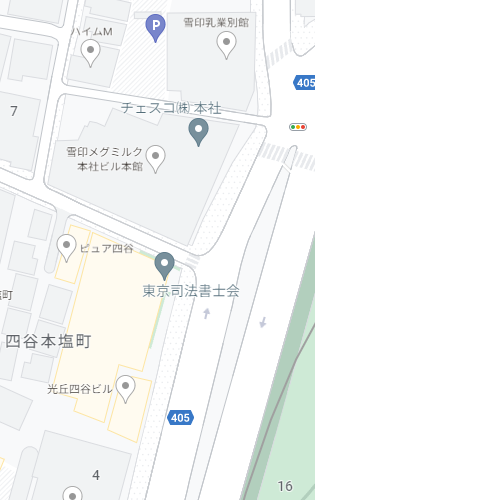 雪印乳業別館
ハイムM
P
405
7
チェスコ㈱ 本社
雪印メグミルク
本社ビル本館
ピュア四谷
東京司法書士会
町
四谷本塩町
光丘四谷ビル
405
4
16